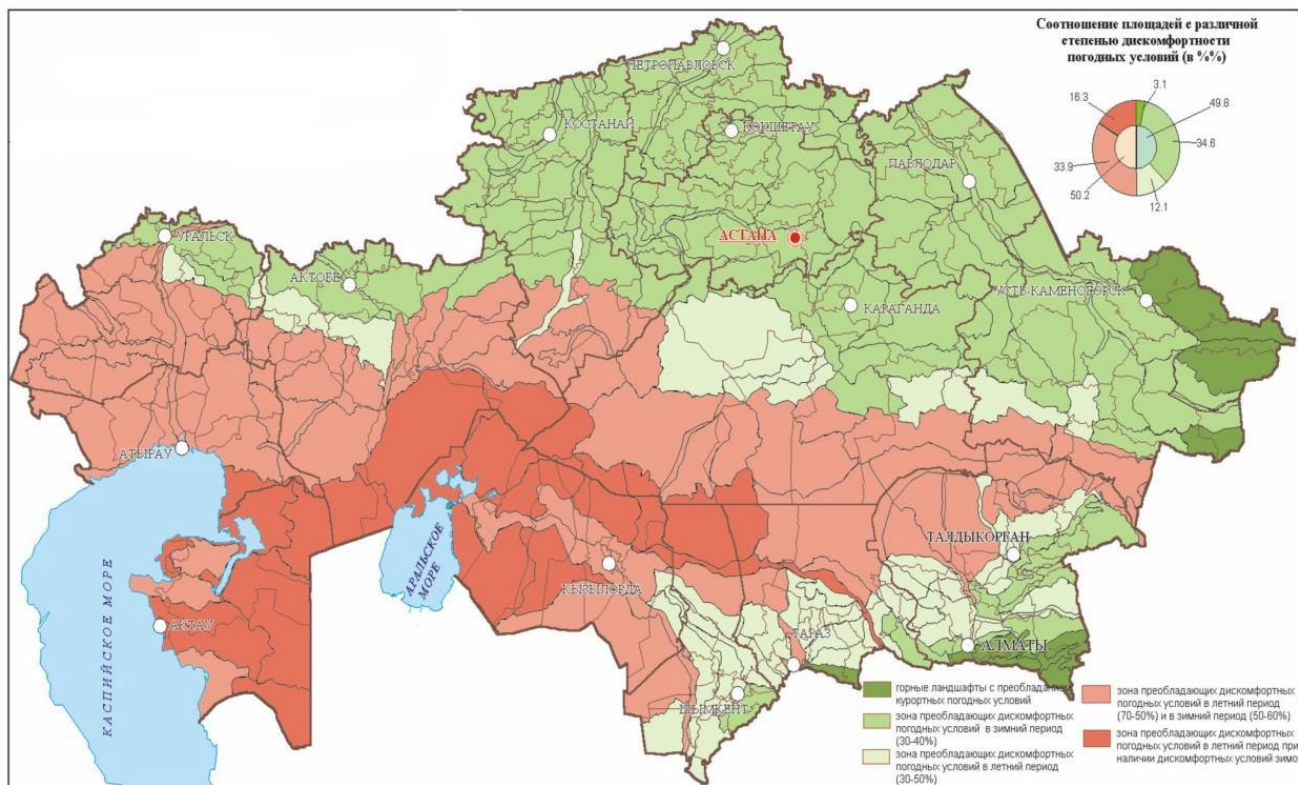 Соотношение площадей с различной
степенью дискомфортности
погодных условий (в %%)
16.3
3.1
49.8
34.6
33.9
50.2
12.1
ПЕТРОПАВЛОВСК
КОСТАНАЙ
КОКШЕТАУ
ПАВЛОДАР
АСТАНА
УРАЛЬСК
АКТОБЕ
УСТЬ-КАМЕНОГОРСК
КАРАГАНДА
АТЫРАУ
АРАЛЬСКОЕ
МОРЕ
ТАЛДЫКОРГАН
КЫЗЫЛОРДА
КАСПИЙСКОЕ МОРЕ
АКТАУ
ТАРАЗ
АЛМАТЫ
ШЫМКЕНТ
горные ландшафты с преобладанием
курортных погодных условий
зона преобладающих дискомфортных
погодных условий в зимний период
(30-40%)
зона преобладающих дискомфортных
погодных условий в летний период
(30-50%)
зона преобладающих дискомфортных
погодных условий в летний период
(70-50%) и в зимний период (50-60%)
зона преобладающих дискомфортных
погодных условий в летний период при
наличии дискомфортных условий зимо